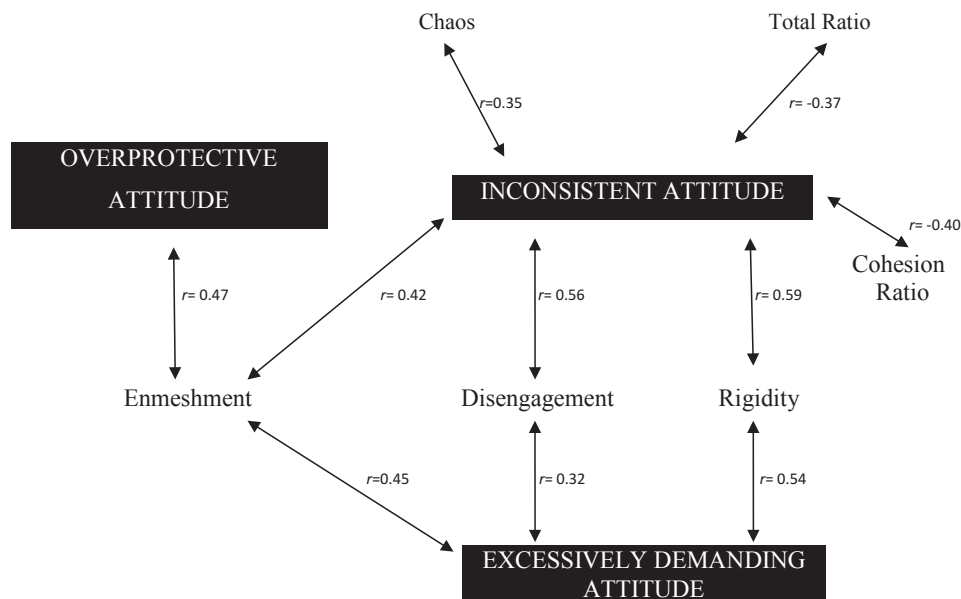 Chaos
Total Ratio
r=0.35
r= -0.37
OVERPROTECTIVE
ATTITUDE
INCONSISTENT ATTITUDE
r= -0.40
Cohesion
Ratio
r= 0.47
r= 0.42
r= 0.56
r= 0.59
Enmeshment
Disengagement
Rigidity
r=0.45
r= 0.32
r= 0.54
EXCESSIVELY DEMANDING
ATTITUDE